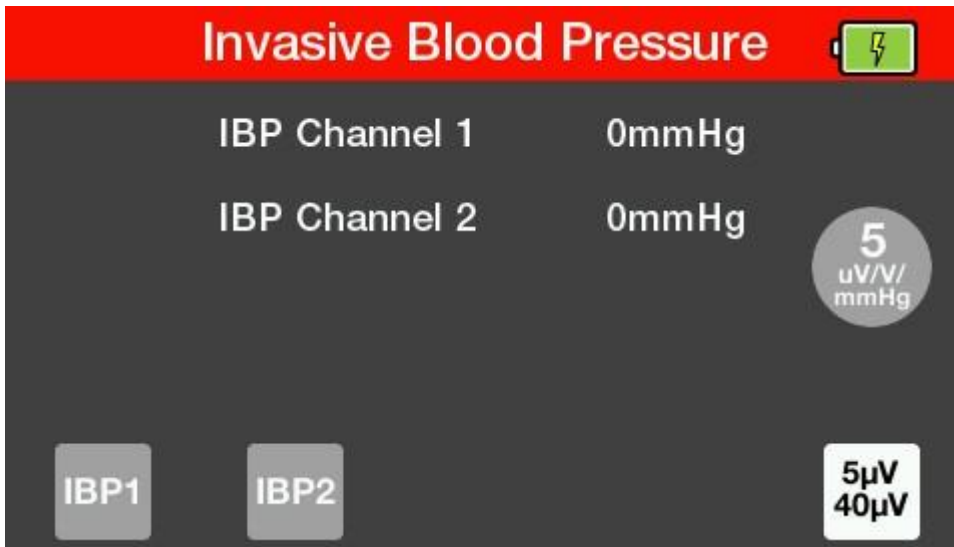 Invasive Blood Pressure
IBP Channel 1 0mmHg
IBP Channel 2 0mmHg
5
uV/V/
mmHg
IBP1
IBP2
5µV
40µV